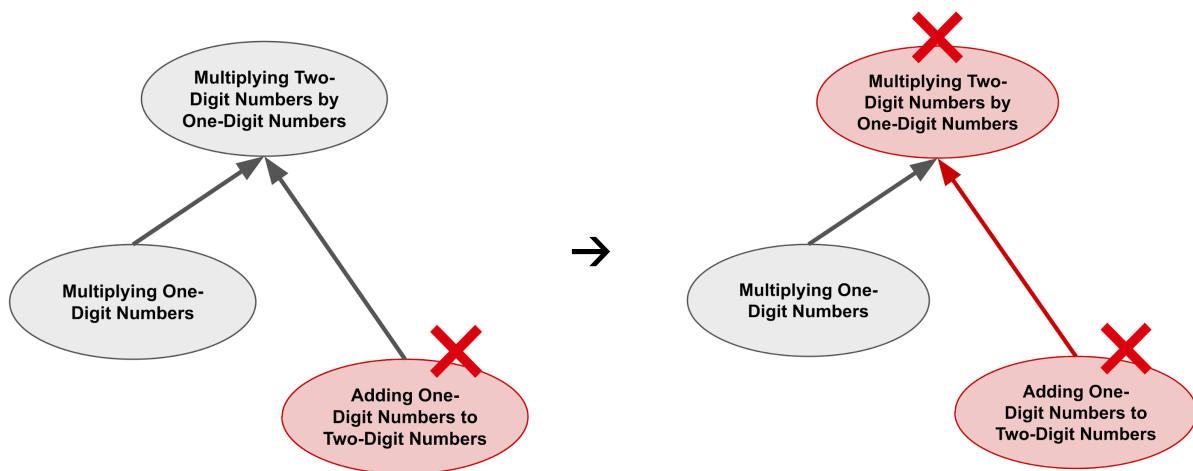 Multiplying Two-
Digit Numbers by
One-Digit Numbers
Multiplying One-
Digit Numbers
Adding One-
Digit Numbers to
Two-Digit Numbers
Multiplying Two-
Digit Numbers by
One-Digit Numbers
Multiplying One-
Digit Numbers
Adding One-
Digit Numbers to
Two-Digit Numbers